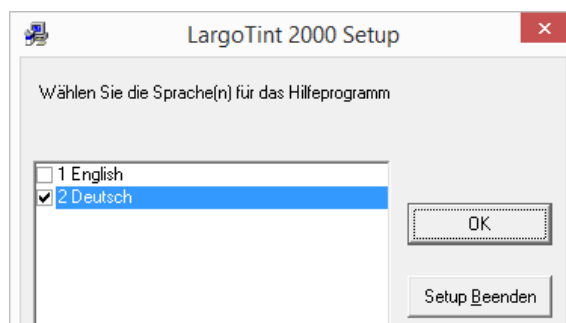 LargoTint 2000 Setup
Wählen Sie die Sprache(n) für das Hilfeprogramm
1 English
2 Deutsch
OK
Setup Beenden